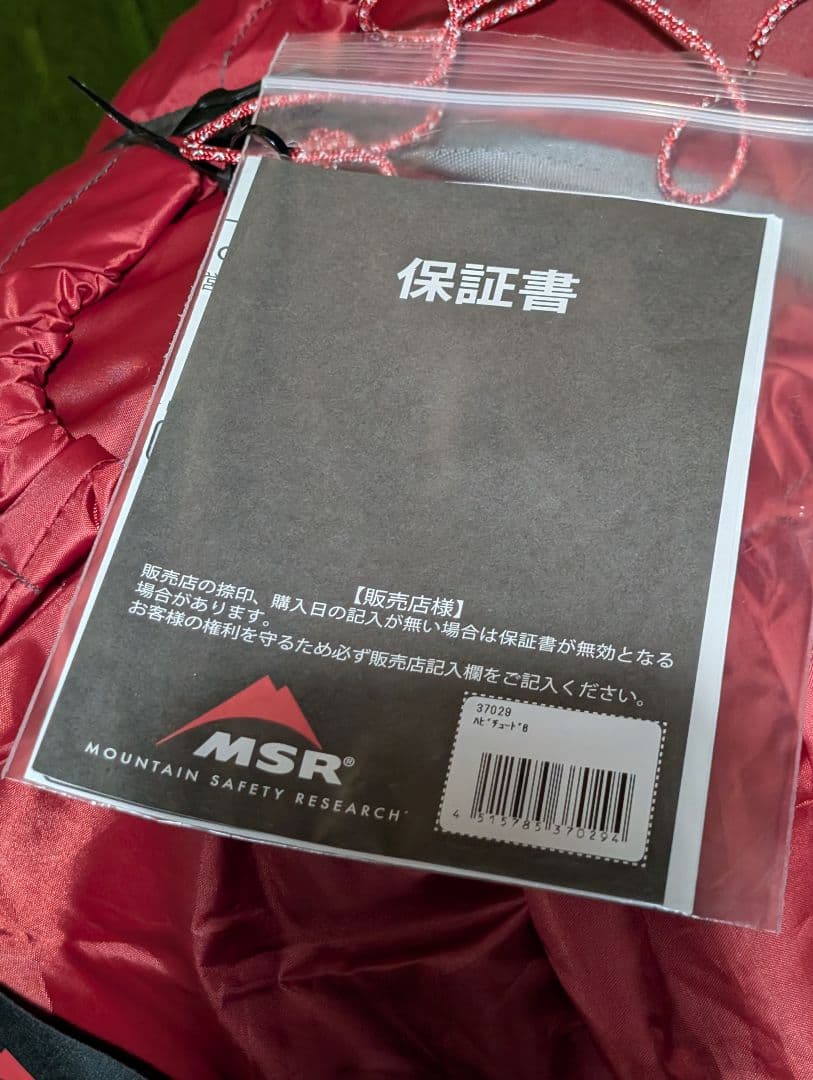 保証書
【販売店様】
販売店の捺印、購入日の記入が無い場合は保証書が無効となる
場合があります。
お客様の権利を守るため必ず販売店記入欄をご記入ください。
MSR®
MOUNTAIN SAFETY RESEARCH
37029
ﾊﾋﾞﾁｭｰﾄﾞ6
4 515785 370294